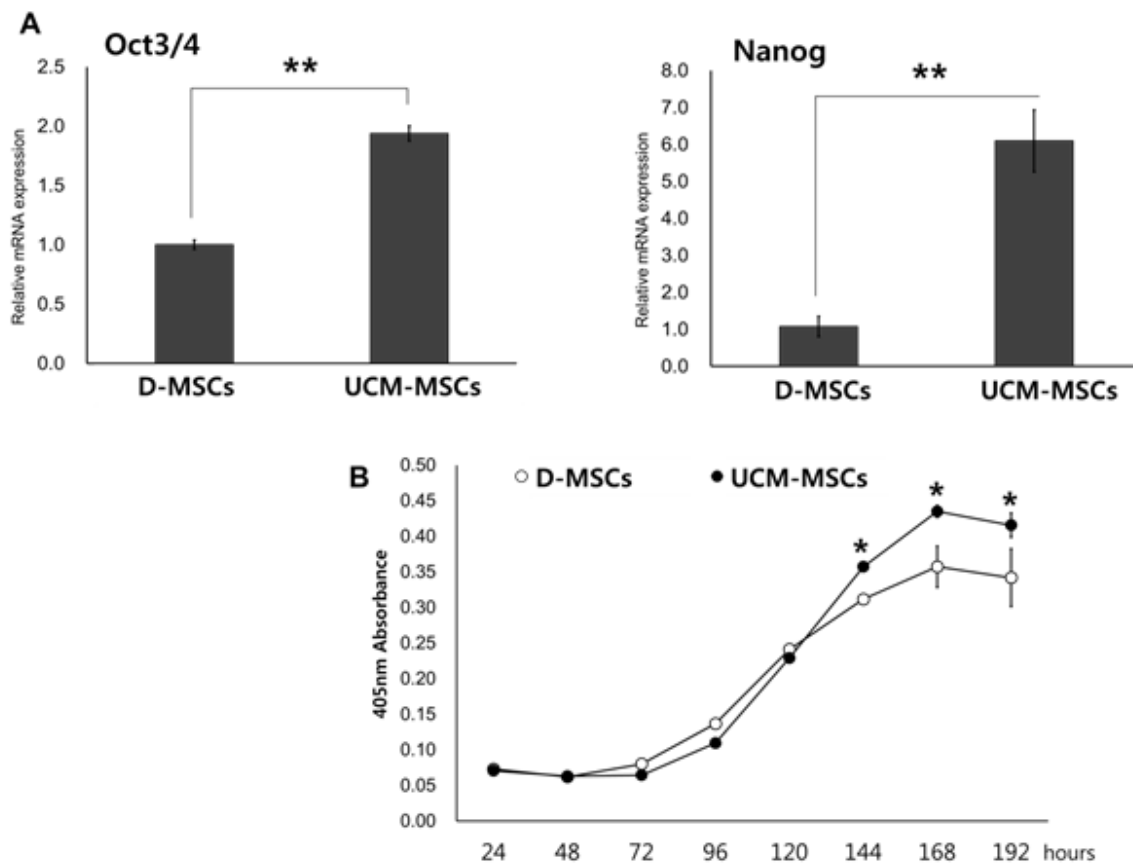 A
Oct3/4
Relative mRNA expression
2.5
2.0
1.5
1.0
0.5
0.0
**
D-MSCs UCM-MSCs
Nanog
Relative mRNA expression
8.0
7.0
6.0
5.0
4.0
3.0
2.0
1.0
0.0
**
D-MSCs UCM-MSCs
B
D-MSCs UCM-MSCs
405nm Absorbance
0.50
0.45
0.40
0.35
0.30
0.25
0.20
0.15
0.10
0.05
0.00
* * *
24 48 72 96 120 144 168 192 hours